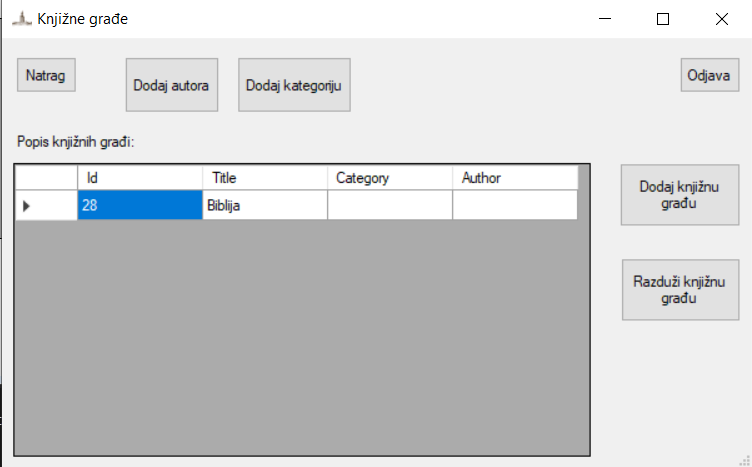 Knjižne građe
Natrag
Dodaj autora
Dodaj kategoriju
Odjava
Popis knjižnih građi:
Id Title Category Author
28 Biblija
Dodaj knjižnu
građu
Razduži knjižnu
građu